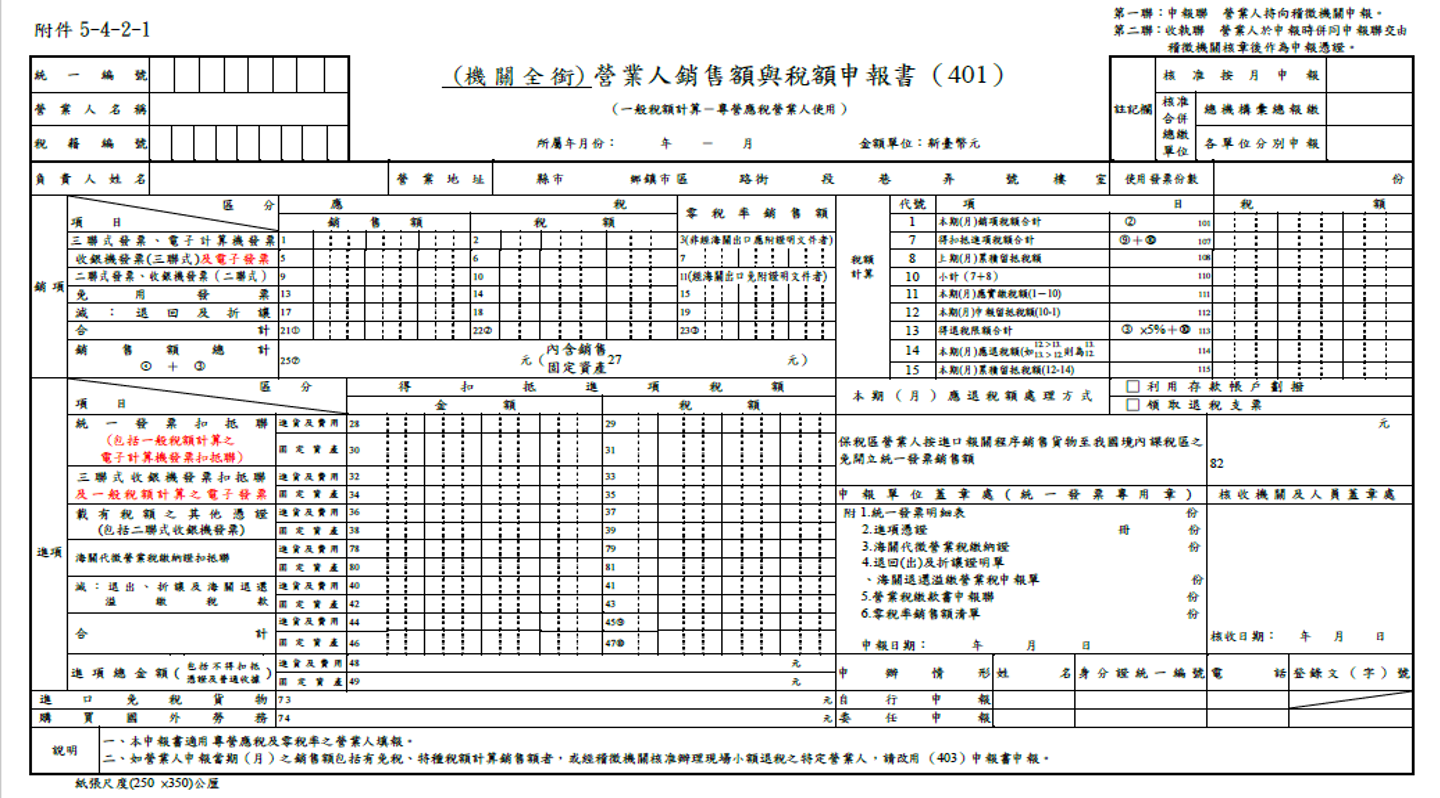 附件 5-4-2-1
第一聯：申報聯　營業人持向稽徵機關申報。
第二聯：收執聯　營業人於申報時併同申報聯交由
稽徵機關核章後作為申報憑證。
統一編號
營業人名稱
稅籍編號
(機關全銜)營業人銷售額與稅額申報書（401）
（一般稅額計算－專營應稅營業人使用）
所屬年月份：　年　－　月　金額單位：新臺幣元
註記欄
核准按月申報
核准合併總繳單位
總機構彙總報繳
各單位分別申報
負責人姓名
營業地址　縣市　鄉鎮市區　路街　段　巷　弄　號　樓　室
使用發票份數　份
銷項
區分
項目
應稅
銷售額　稅額
零稅率銷售額
三聯式發票、電子計算機發票 1 2 3(非經海關出口應附證明文件者)
收銀機發票(三聯式)及電子發票 5 6 7
二聯式發票、收銀機發票（二聯式） 9 10 11(經海關出口免附證明文件者)
免用發票 13 14 15
減：退回及折讓 17 18 19
合計 21① 22② 23③
銷售額總計
① + ③
25⑦　元（內含銷售固定資產 27　元）
稅額計算
代號　項目　稅額
1 本期(月)銷項稅額合計 ② 101
7 得扣抵進項稅額合計 ⑨+⑩ 107
8 上期(月)累積留抵稅額 108
10 小計（7+8） 110
11 本期(月)應實繳稅額(1－10) 111
12 本期(月)申報留抵稅額(10-1) 112
13 得退稅限額合計 ③ x5%+⑩ 113
14 本期(月)應退稅額(如 12.>13. 則為 13. 114
13.>12. 12.
15 本期(月)累積留抵稅額(12-14) 115
本期（月）應退稅額處理方式
□ 利用存款帳戶劃撥
□ 領取退稅支票
保稅區營業人按進口報關程序銷售貨物至我國境內課稅區之
免開立統一發票銷售額
82　元
進項
區分
項目
得扣抵進項稅額
金額　稅額
統一發票扣抵聯
(包括一般稅額計算之
電子計算機發票扣抵聯)
進貨及費用 28 29
固定資產 30 31
三聯式收銀機發票扣抵聯
及一般稅額計算之電子發票
進貨及費用 32 33
固定資產 34 35
載有稅額之其他憑證
(包括二聯式收銀機發票)
進貨及費用 36 37
固定資產 38 39
海關代徵營業稅繳納證扣抵聯
進貨及費用 78 79
固定資產 80 81
減：退出、折讓及海關退還
溢繳稅款
進貨及費用 40 41
固定資產 42 43
合計
進貨及費用 44 45⑨
固定資產 46 47⑩
進項總金額(包括不得扣抵憑證及普通收據)
進貨及費用 48 元
固定資產 49 元
進口免稅貨物 73 元
購買國外勞務 74 元
申報單位蓋章處(統一發票專用章)
核收機關及人員蓋章處
附 1.統一發票明細表　份
2.進項憑證　冊　份
3.海關代徵營業稅繳納證　份
4.退回(出)及折讓證明單
、海關退還溢繳營業稅申報單　份
5.營業稅繳款書申報聯　份
6.零稅率銷售額清單　份
申報日期：　年　月　日
核收日期：　年　月　日
申辦情形　姓名　身分證統一編號　電話　登錄文（字）號
自行申報
委任申報
說明
一、本申報書適用專營應稅及零稅率之營業人填報。
二、如營業人申報當期（月）之銷售額包括有免稅、特種稅額計算銷售額者，或經稽徵機關核准辦理現場小額退稅之特定營業人，請改用（403）申報書申報。
紙張尺度(250 x350)公厘